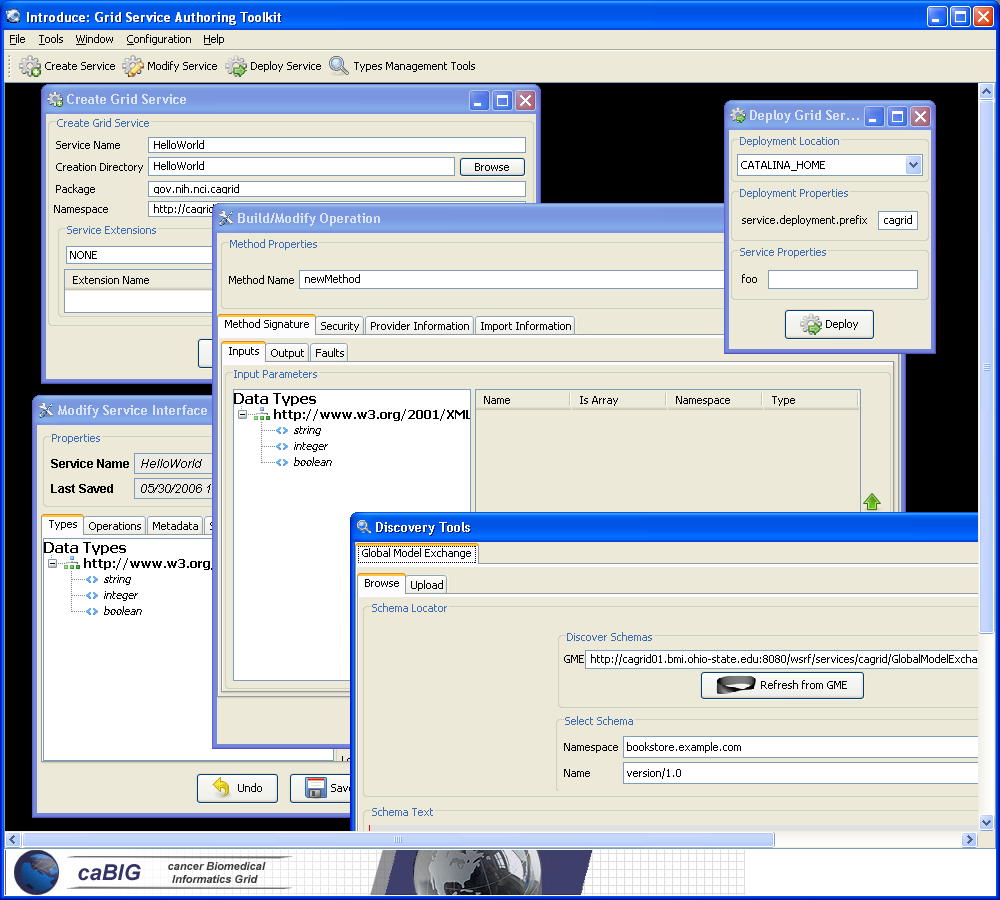 Introduce: Grid Service Authoring Toolkit
File Tools Window Configuration Help
Create Service Modify Service Deploy Service Types Management Tools
Create Grid Service
Create Grid Service
Service Name HelloWorld
Creation Directory HelloWorld Browse
Package gov.nih.nci.cagrid
Namespace http://cagrid
Service Extensions
NONE
Extension Name
Deploy Grid Ser...
Deployment Location
CATALINA_HOME
Deployment Properties
service.deployment.prefix cagrid
Service Properties
foo
Deploy
Build/Modify Operation
Method Properties
Method Name newMethod
Method Signature Security Provider Information Import Information
Inputs Output Faults
Input Parameters
Data Types
http://www.w3.org/2001/XML
string
integer
boolean
Name Is Array Namespace Type
Modify Service Interface
Properties
Service Name HelloWorld
Last Saved 05/30/2006 1
Types Operations Metadata
Data Types
http://www.w3.org
string
integer
boolean
Undo Save
Discovery Tools
Global Model Exchange
Browse Upload
Schema Locator
Discover Schemas
GME http://cagrid01.bmi.ohio-state.edu:8080/wsrf/services/cagrid/GlobalModelExcha
Refresh from GME
Select Schema
Namespace bookstore.example.com
Name version/1.0
Schema Text
caBIG cancer Biomedical
Informatics Grid